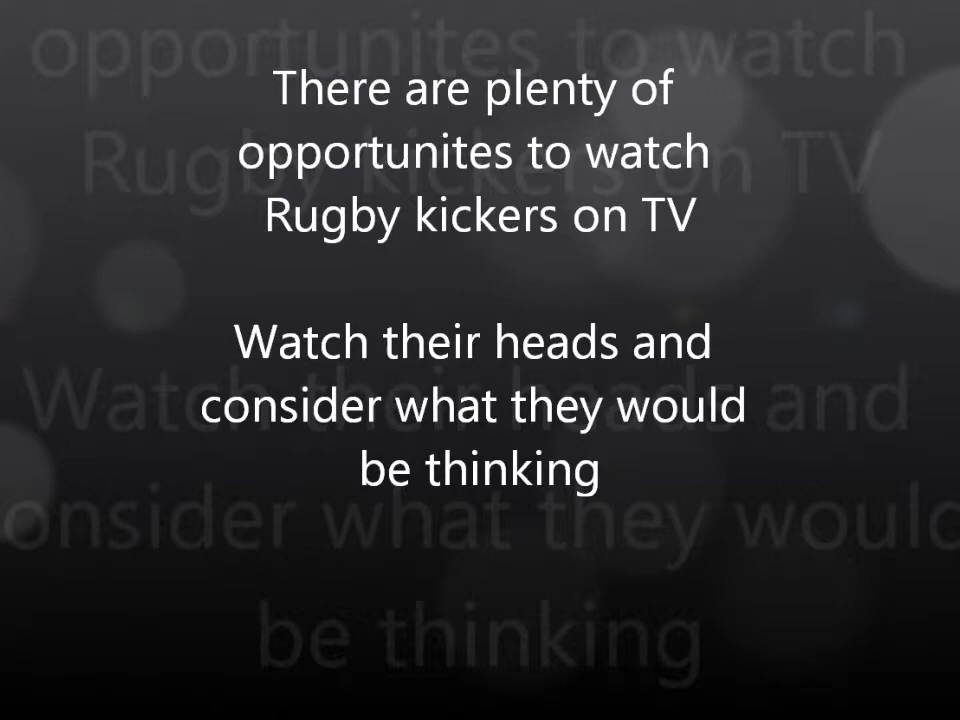 There are plenty of
opportunites to watch
Rugby kickers on TV
Watch their heads and
consider what they would
be thinking